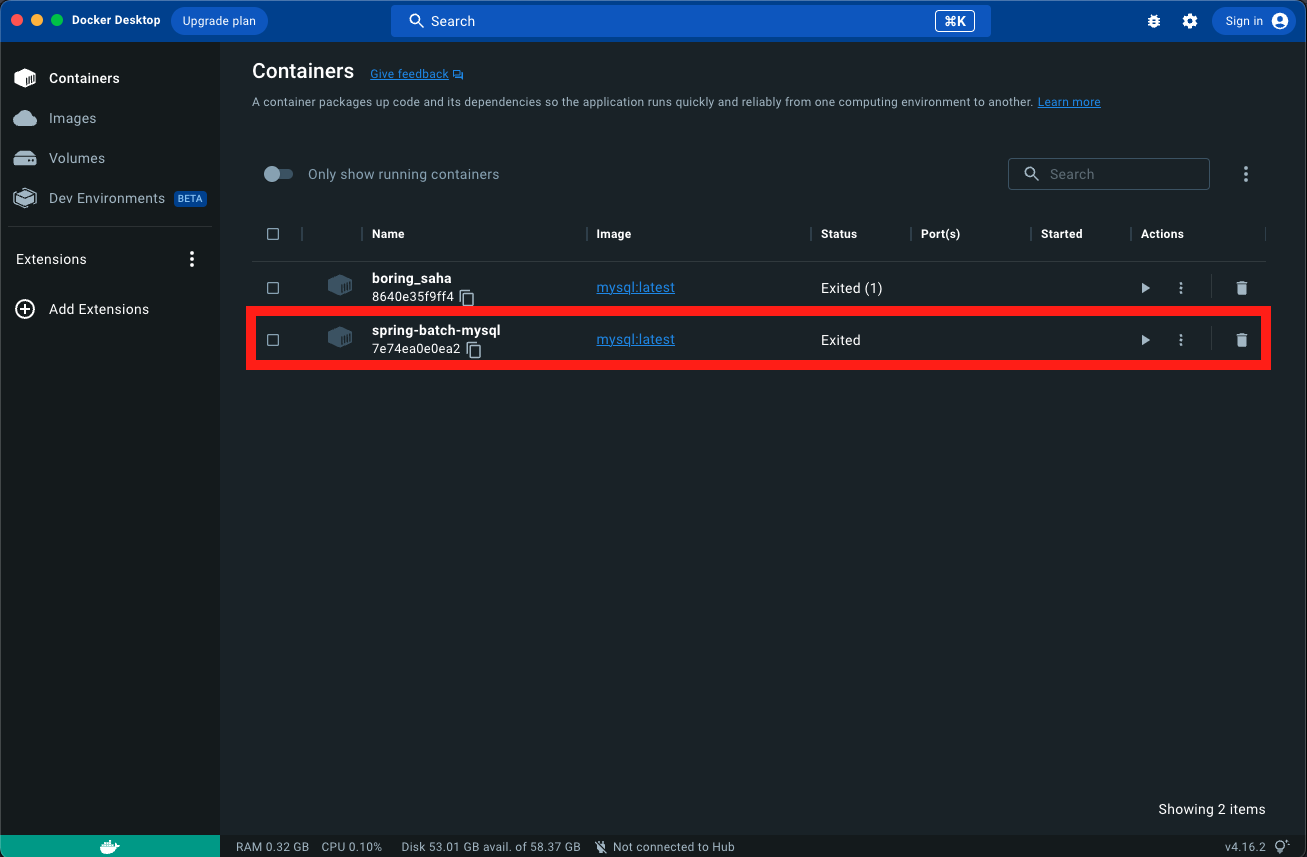 Docker Desktop Upgrade plan Search ⌘K Sign in
Containers
Images
Volumes
Dev Environments BETA
Extensions
Add Extensions
Containers Give feedback
A container packages up code and its dependencies so the application runs quickly and reliably from one computing environment to another. Learn more
Only show running containers Search
Name Image Status Port(s) Started Actions
boring_saha
8640e35f9ff4 mysql:latest Exited (1)
spring-batch-mysql
7e74ea0e0ea2 mysql:latest Exited
Showing 2 items
RAM 0.32 GB CPU 0.10% Disk 53.01 GB avail. of 58.37 GB Not connected to Hub v4.16.2